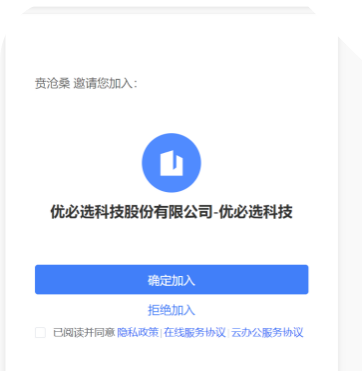 贲沧桑 邀请您加入：
优必选科技股份有限公司-优必选科技
确定加入
拒绝加入
已阅读并同意 隐私政策|在线服务协议|云办公服务协议